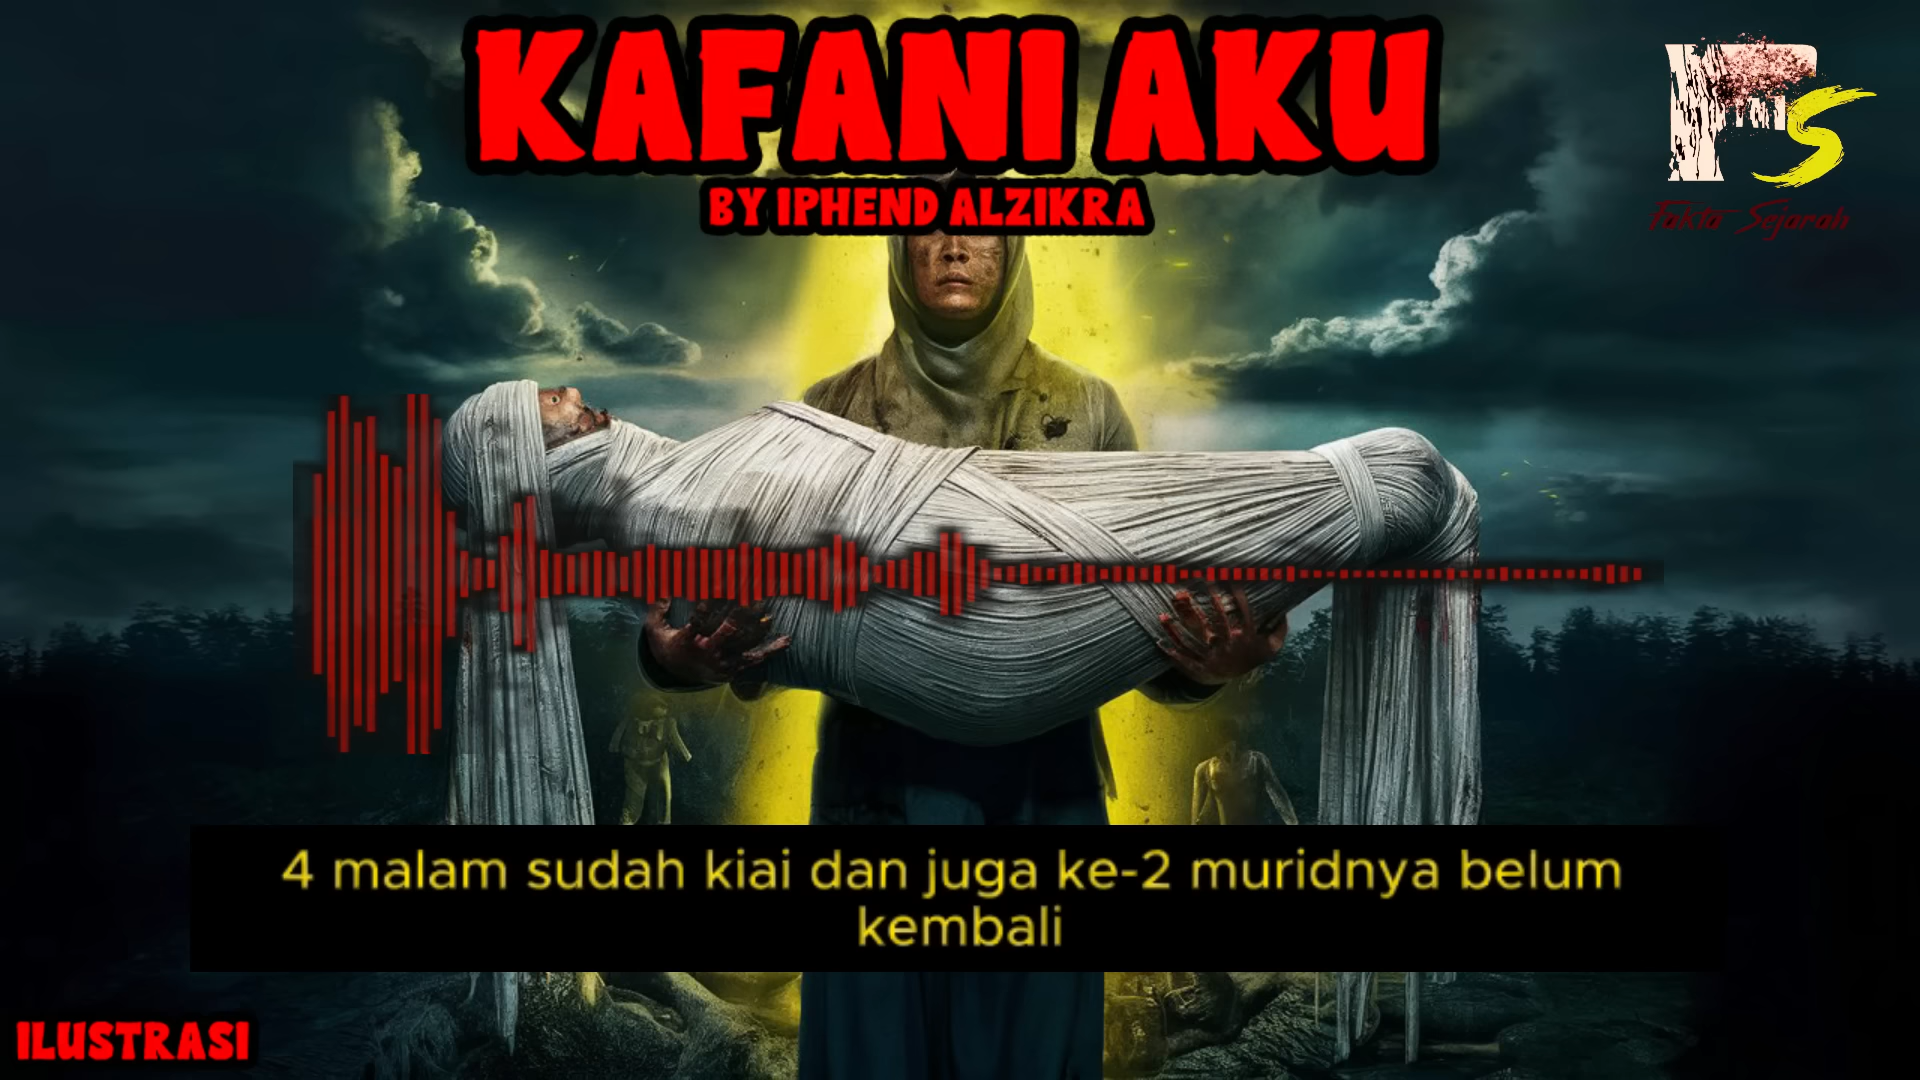 KAFANI AKU
BY IPHEND ALZIKRA
FS
Fakta Sejarah
4 malam sudah kiai dan juga ke-2 muridnya belum
kembali
ILUSTRASI